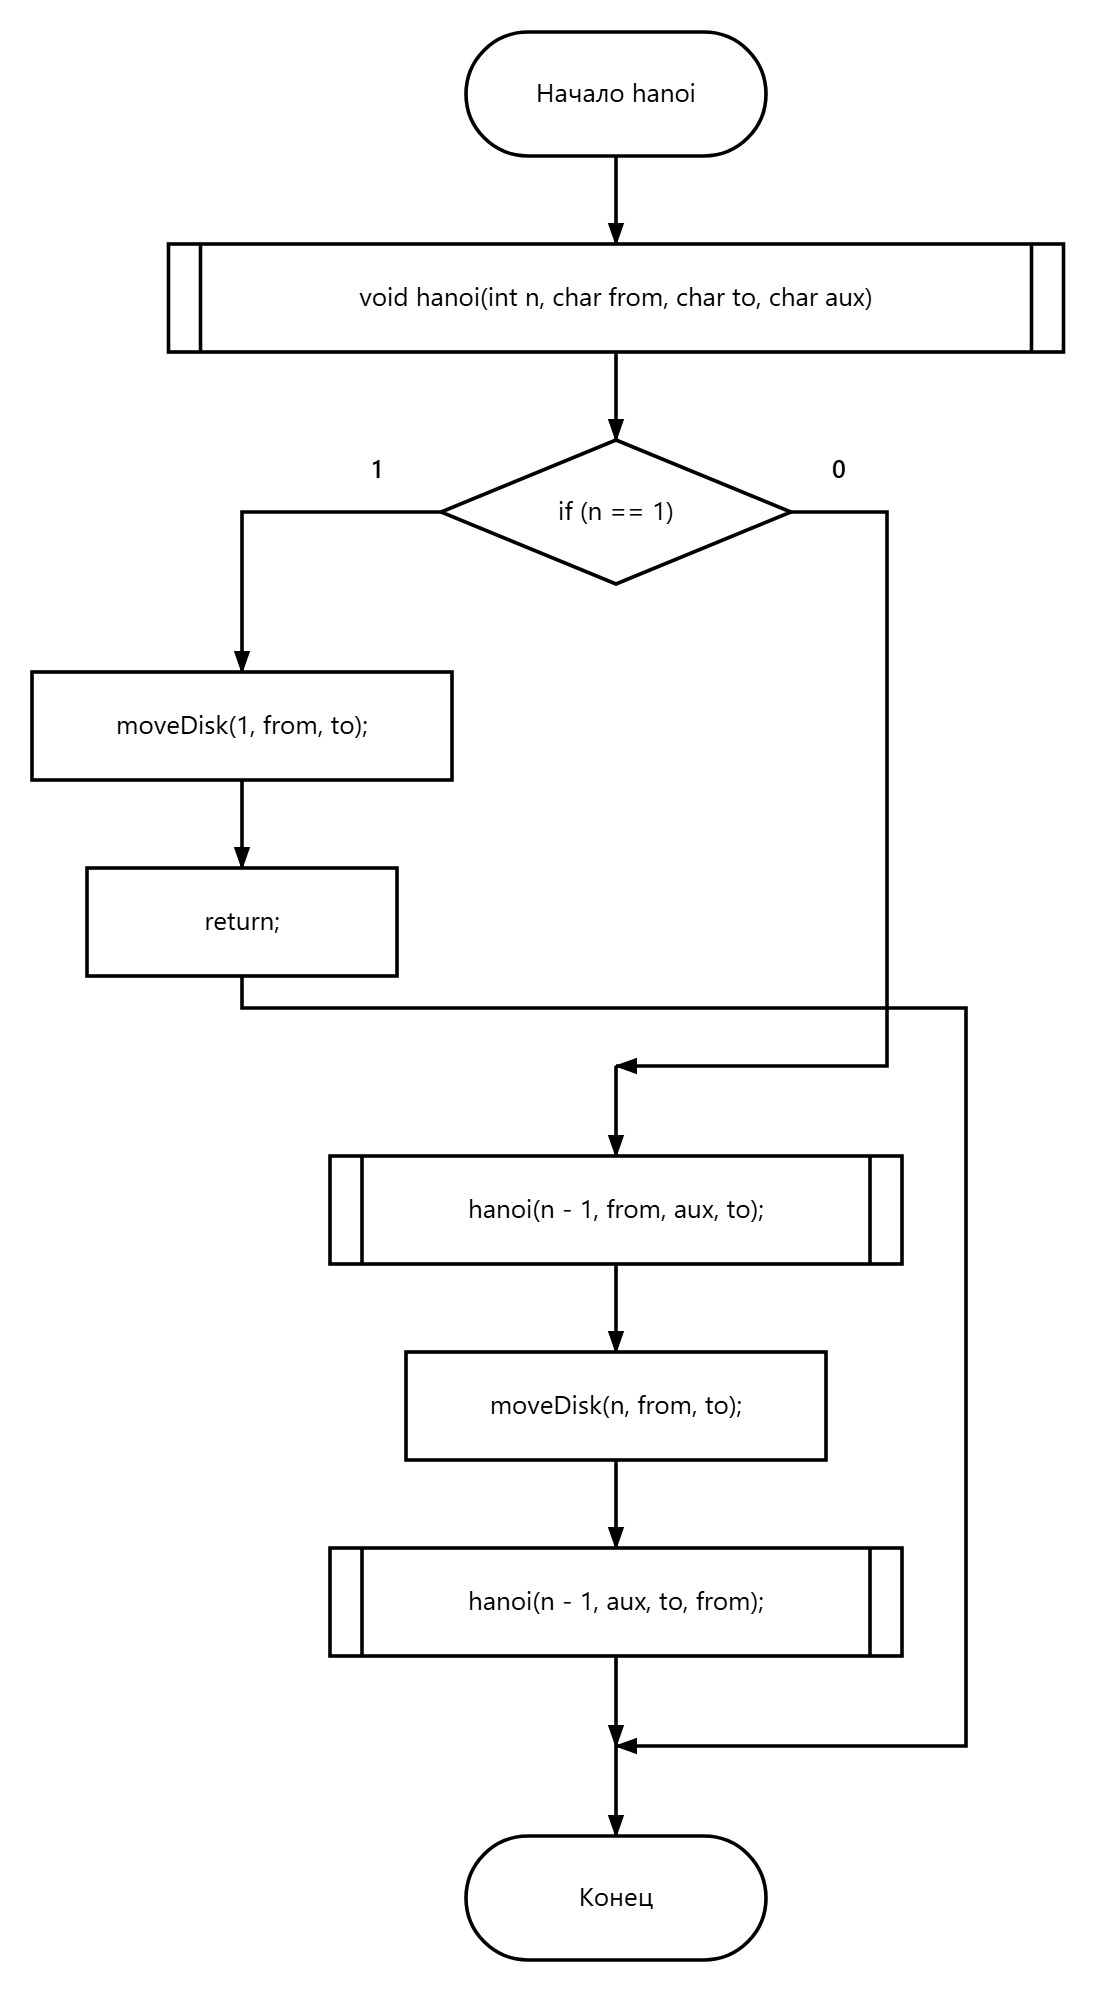 Начало hanoi
void hanoi(int n, char from, char to, char aux)
1
0
if (n == 1)
moveDisk(1, from, to);
return;
hanoi(n - 1, from, aux, to);
moveDisk(n, from, to);
hanoi(n - 1, aux, to, from);
Конец